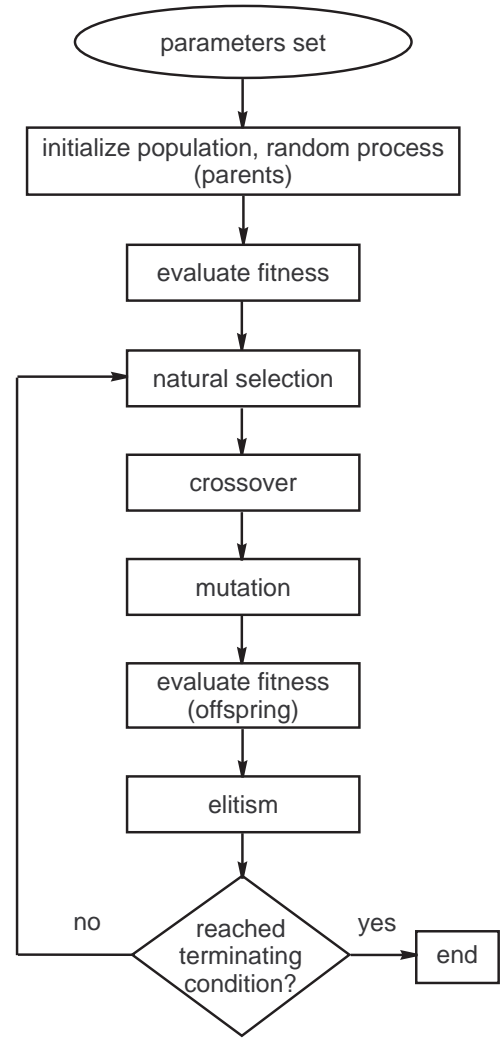 parameters set
initialize population, random process
(parents)
evaluate fitness
natural selection
crossover
mutation
evaluate fitness
(offspring)
elitism
no
reached
terminating
condition?
yes
end